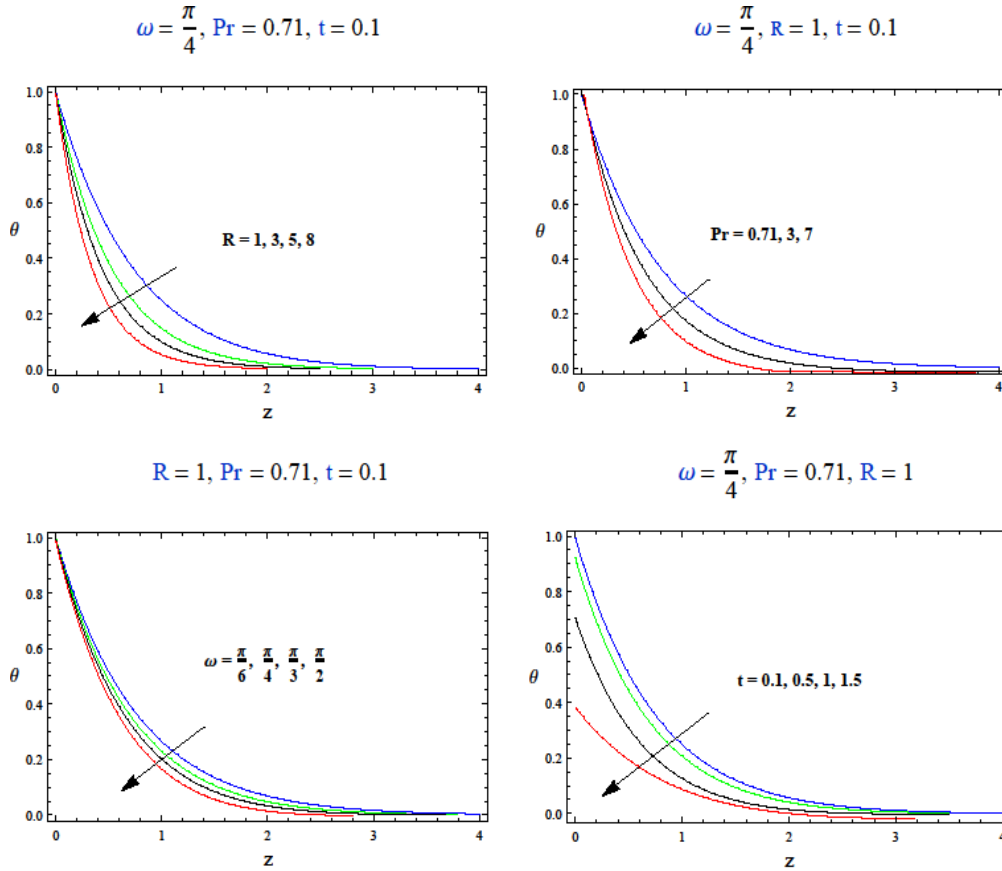 ω = π/4, Pr = 0.71, t = 0.1
1.0
0.8
0.6
θ
R = 1, 3, 5, 8
0.4
0.2
0.0
0 1 2 3 4
z
ω = π/4, R = 1, t = 0.1
1.0
0.8
0.6
θ
Pr = 0.71, 3, 7
0.4
0.2
0.0
0 1 2 3 4
z
R = 1, Pr = 0.71, t = 0.1
1.0
0.8
0.6
θ
ω = π/6, π/4, π/3, π/2
0.4
0.2
0.0
0 1 2 3 4
z
ω = π/4, Pr = 0.71, R = 1
1.0
0.8
0.6
θ
t = 0.1, 0.5, 1, 1.5
0.4
0.2
0.0
0 1 2 3 4
z